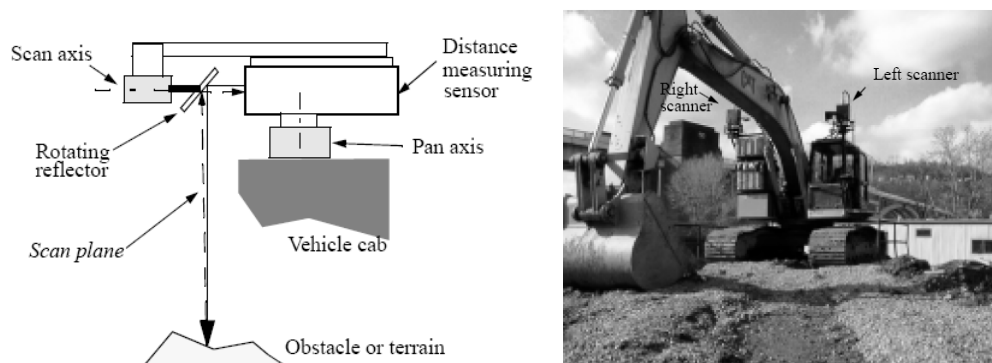 Scan axis
Distance
measuring
sensor
Rotating
reflector
Pan axis
Scan plane
Vehicle cab
Obstacle or terrain
Left scanner
Right
scanner